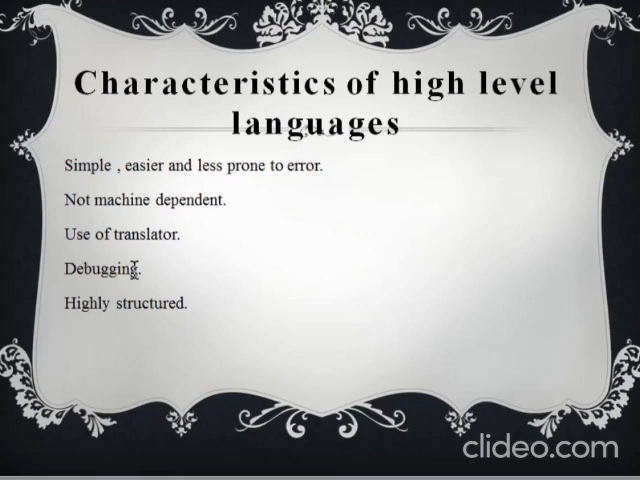 Characteristics of high level
languages
Simple , easier and less prone to error.
Not machine dependent.
Use of translator.
Debugging.
Highly structured.
clideo.com